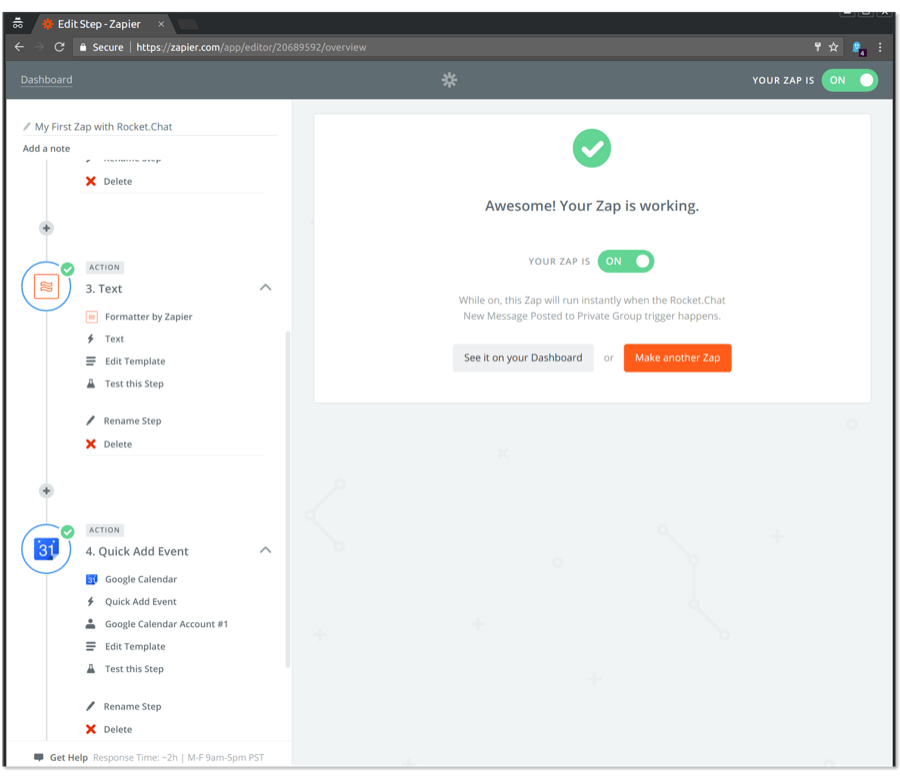 Edit Step - Zapier
Secure https://zapier.com/app/editor/20689592/overview
4
Dashboard
YOUR ZAP IS ON
My First Zap with Rocket.Chat
Add a note
Rename Step
Delete
ACTION
3. Text
Formatter by Zapier
Text
Edit Template
Test this Step
Rename Step
Delete
ACTION
31
4. Quick Add Event
31 Google Calendar
Quick Add Event
Google Calendar Account #1
Edit Template
Test this Step
Rename Step
Delete
Get Help Response Time: ~2h | M-F 9am-5pm PST
Awesome! Your Zap is working.
YOUR ZAP IS ON
While on, this Zap will run instantly when the Rocket.Chat
New Message Posted to Private Group trigger happens.
See it on your Dashboard or Make another Zap